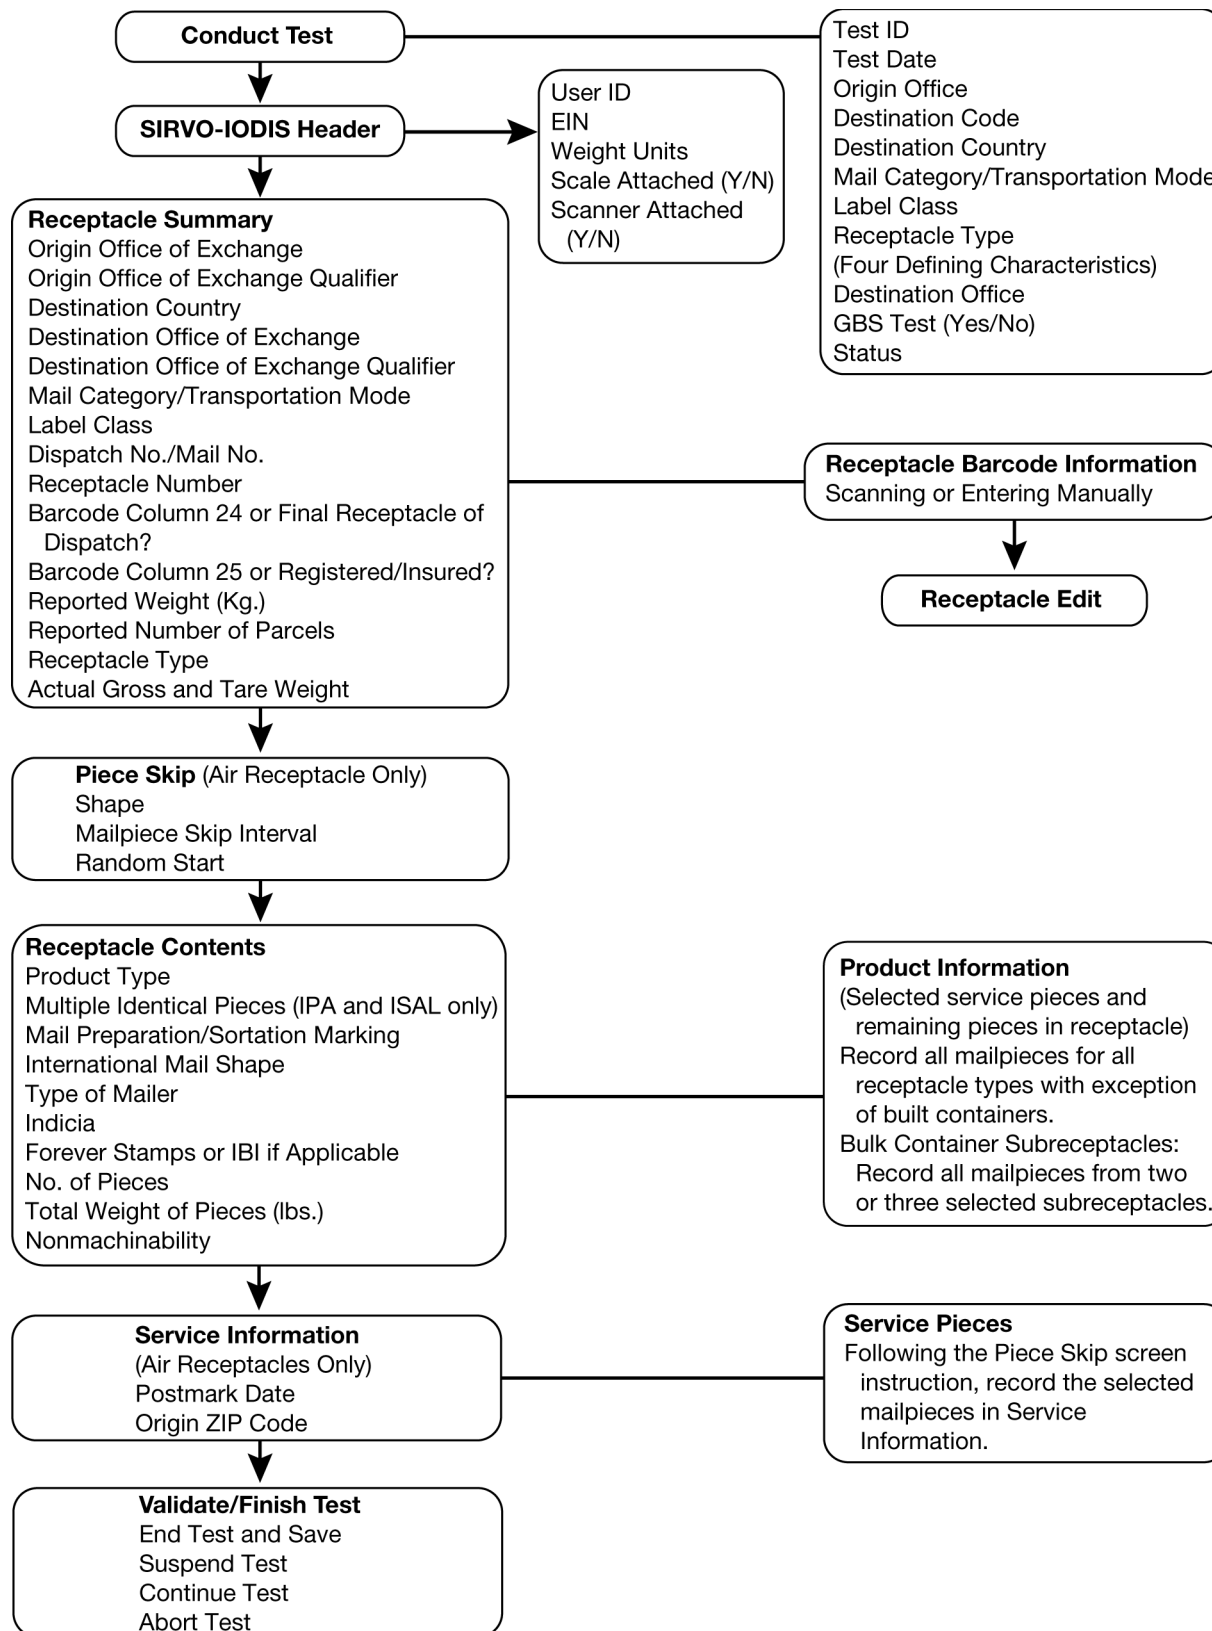 Conduct Test
Test ID
Test Date
Origin Office
Destination Code
Destination Country
Mail Category/Transportation Mode
Label Class
Receptacle Type
(Four Defining Characteristics)
Destination Office
GBS Test (Yes/No)
Status
SIRVO-IODIS Header
User ID
EIN
Weight Units
Scale Attached (Y/N)
Scanner Attached
(Y/N)
Receptacle Summary
Origin Office of Exchange
Origin Office of Exchange Qualifier
Destination Country
Destination Office of Exchange
Destination Office of Exchange Qualifier
Mail Category/Transportation Mode
Label Class
Dispatch No./Mail No.
Receptacle Number
Barcode Column 24 or Final Receptacle of
Dispatch?
Barcode Column 25 or Registered/Insured?
Reported Weight (Kg.)
Reported Number of Parcels
Receptacle Type
Actual Gross and Tare Weight
Receptacle Barcode Information
Scanning or Entering Manually
Receptacle Edit
Piece Skip (Air Receptacle Only)
Shape
Mailpiece Skip Interval
Random Start
Receptacle Contents
Product Type
Multiple Identical Pieces (IPA and ISAL only)
Mail Preparation/Sortation Marking
International Mail Shape
Type of Mailer
Indicia
Forever Stamps or IBI if Applicable
No. of Pieces
Total Weight of Pieces (lbs.)
Nonmachinability
Product Information
(Selected service pieces and
remaining pieces in receptacle)
Record all mailpieces for all
receptacle types with exception
of built containers.
Bulk Container Subreceptacles:
Record all mailpieces from two
or three selected subreceptacles.
Service Information
(Air Receptacles Only)
Postmark Date
Origin ZIP Code
Service Pieces
Following the Piece Skip screen
instruction, record the selected
mailpieces in Service
Information.
Validate/Finish Test
End Test and Save
Suspend Test
Continue Test
Abort Test